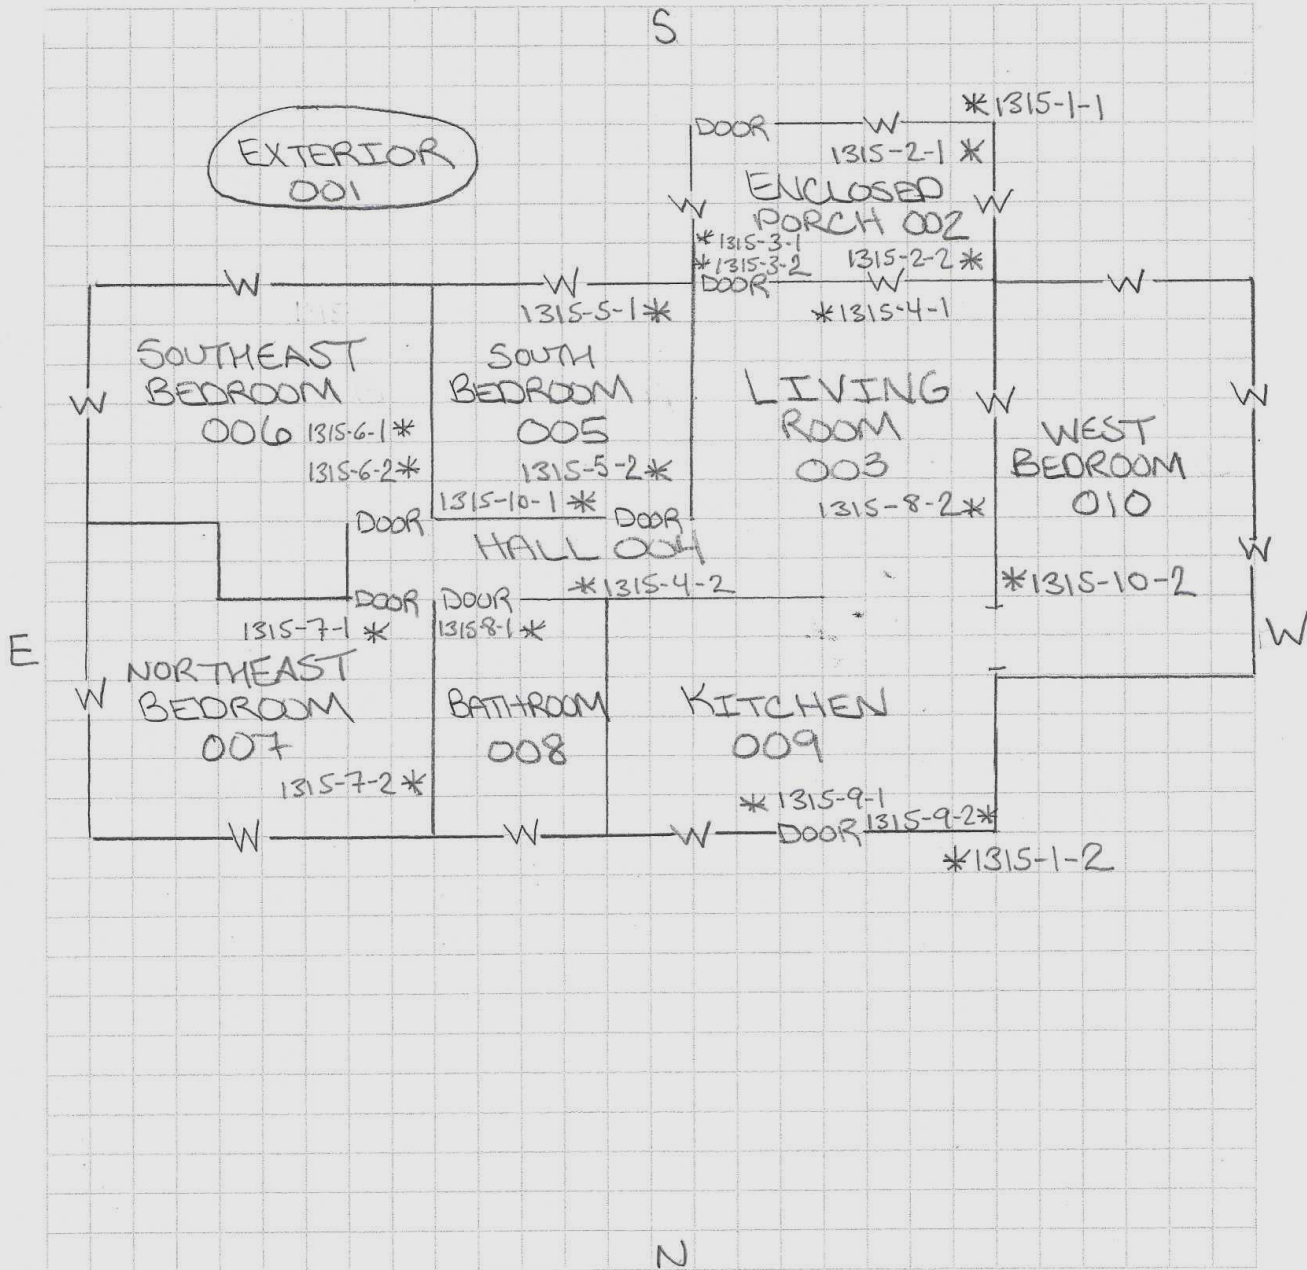 S
*1315-1-1
DOOR W
EXTERIOR
001
1315-2-1 *
ENCLOSED
W W
PORCH 002
*1315-3-1
*1315-3-2 1315-2-2*
W W DOOR W W
1315-5-1* *1315-4-1
SOUTHEAST
BEDROOM
006 1315-6-1*
1315-6-2*
SOUTH
BEDROOM
005
1315-5-2*
1315-10-1*
LIVING
ROOM
003
1315-8-2*
W W W
WEST
BEDROOM
010
DOOR DOOR
HALL 004
W
*1315-4-2
*1315-10-2
DOOR DOUR
1315-7-1 * 13158-1*
E W
NORTHEAST
BEDROOM
007
W
BATHROOM
008
KITCHEN
009
1315-7-2*
* 1315-9-1
W W W DOOR 1315-9-2*
*1315-1-2
N